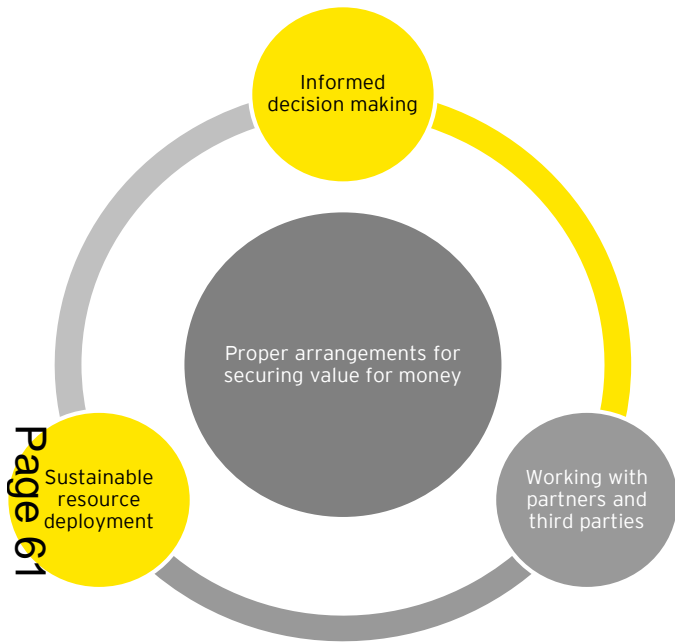 Informed
decision making
Proper arrangements for
securing value for money
Sustainable
resource
deployment
Working with
partners and
third parties
Page 61